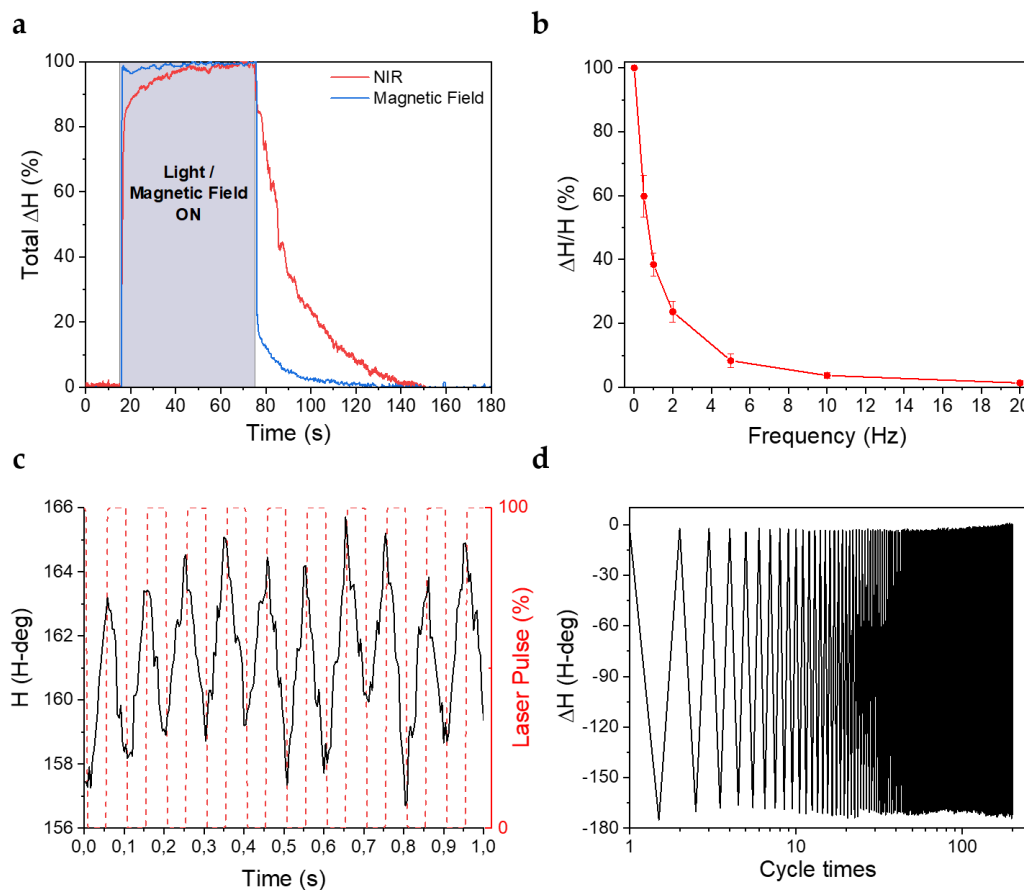 a
Total ΔH (%)
100
80
60
40
20
0
NIR
Magnetic Field
Light /
Magnetic Field
ON
0 20 40 60 80 100 120 140 160 180
Time (s)
b
ΔH/H (%)
100
80
60
40
20
0
0 2 4 6 8 10 12 14 16 18 20
Frequency (Hz)
c
H (H-deg)
166
164
162
160
158
156
100
0
Laser Pulse (%)
0,0 0,1 0,2 0,3 0,4 0,5 0,6 0,7 0,8 0,9 1,0
Time (s)
d
ΔH (H-deg)
0
-30
-60
-90
-120
-150
-180
1 10 100
Cycle times